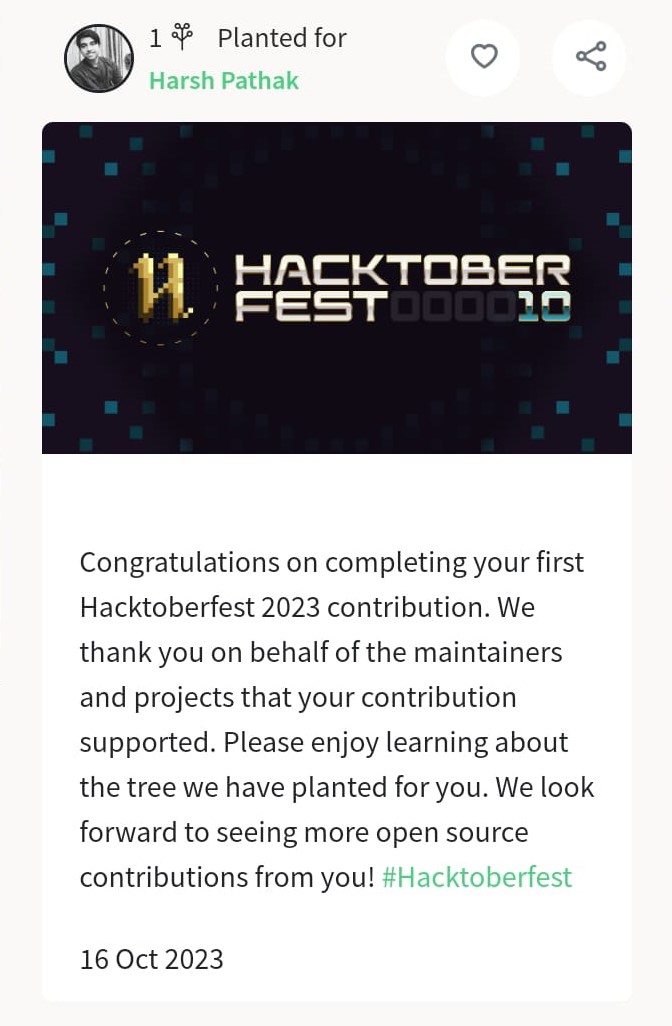 1 Planted for
Harsh Pathak
HACKTOBER
FEST000010
Congratulations on completing your first
Hacktoberfest 2023 contribution. We
thank you on behalf of the maintainers
and projects that your contribution
supported. Please enjoy learning about
the tree we have planted for you. We look
forward to seeing more open source
contributions from you! #Hacktoberfest
16 Oct 2023